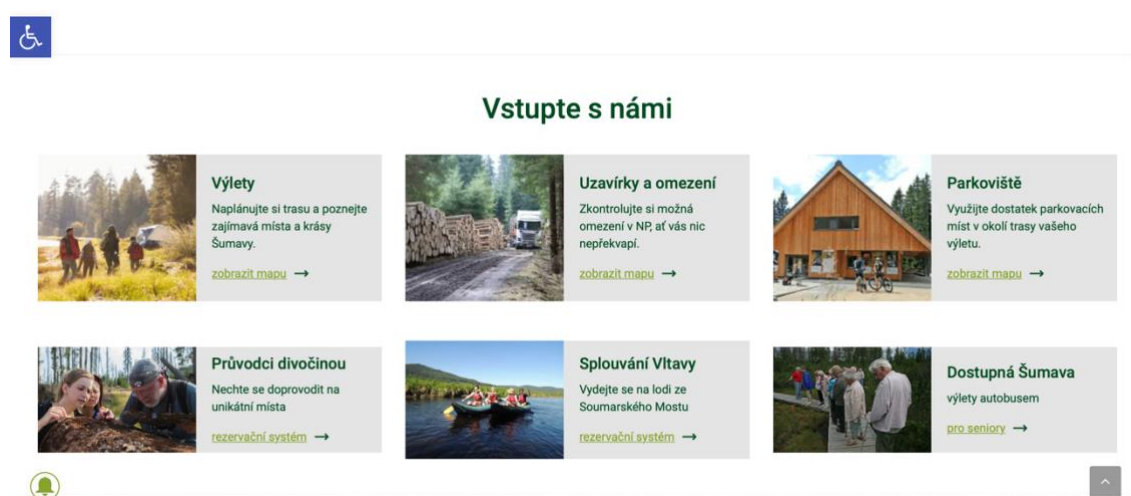 Vstupte s námi
Výlety
Naplánujte si trasu a poznejte
zajímavá místa a krásy
Šumavy.
zobrazit mapu →
Uzavírky a omezení
Zkontrolujte si možná
omezení v NP, ať vás nic
nepřekvapí.
zobrazit mapu →
Parkoviště
Využijte dostatek parkovacích
míst v okolí trasy vašeho
výletu.
zobrazit mapu →
Průvodci divočinou
Nechte se doprovodit na
unikátní místa
rezervační systém →
Splouvání Vltavy
Vydejte se na lodi ze
Soumarského Mostu
rezervační systém →
Dostupná Šumava
výlety autobusem
pro seniory →